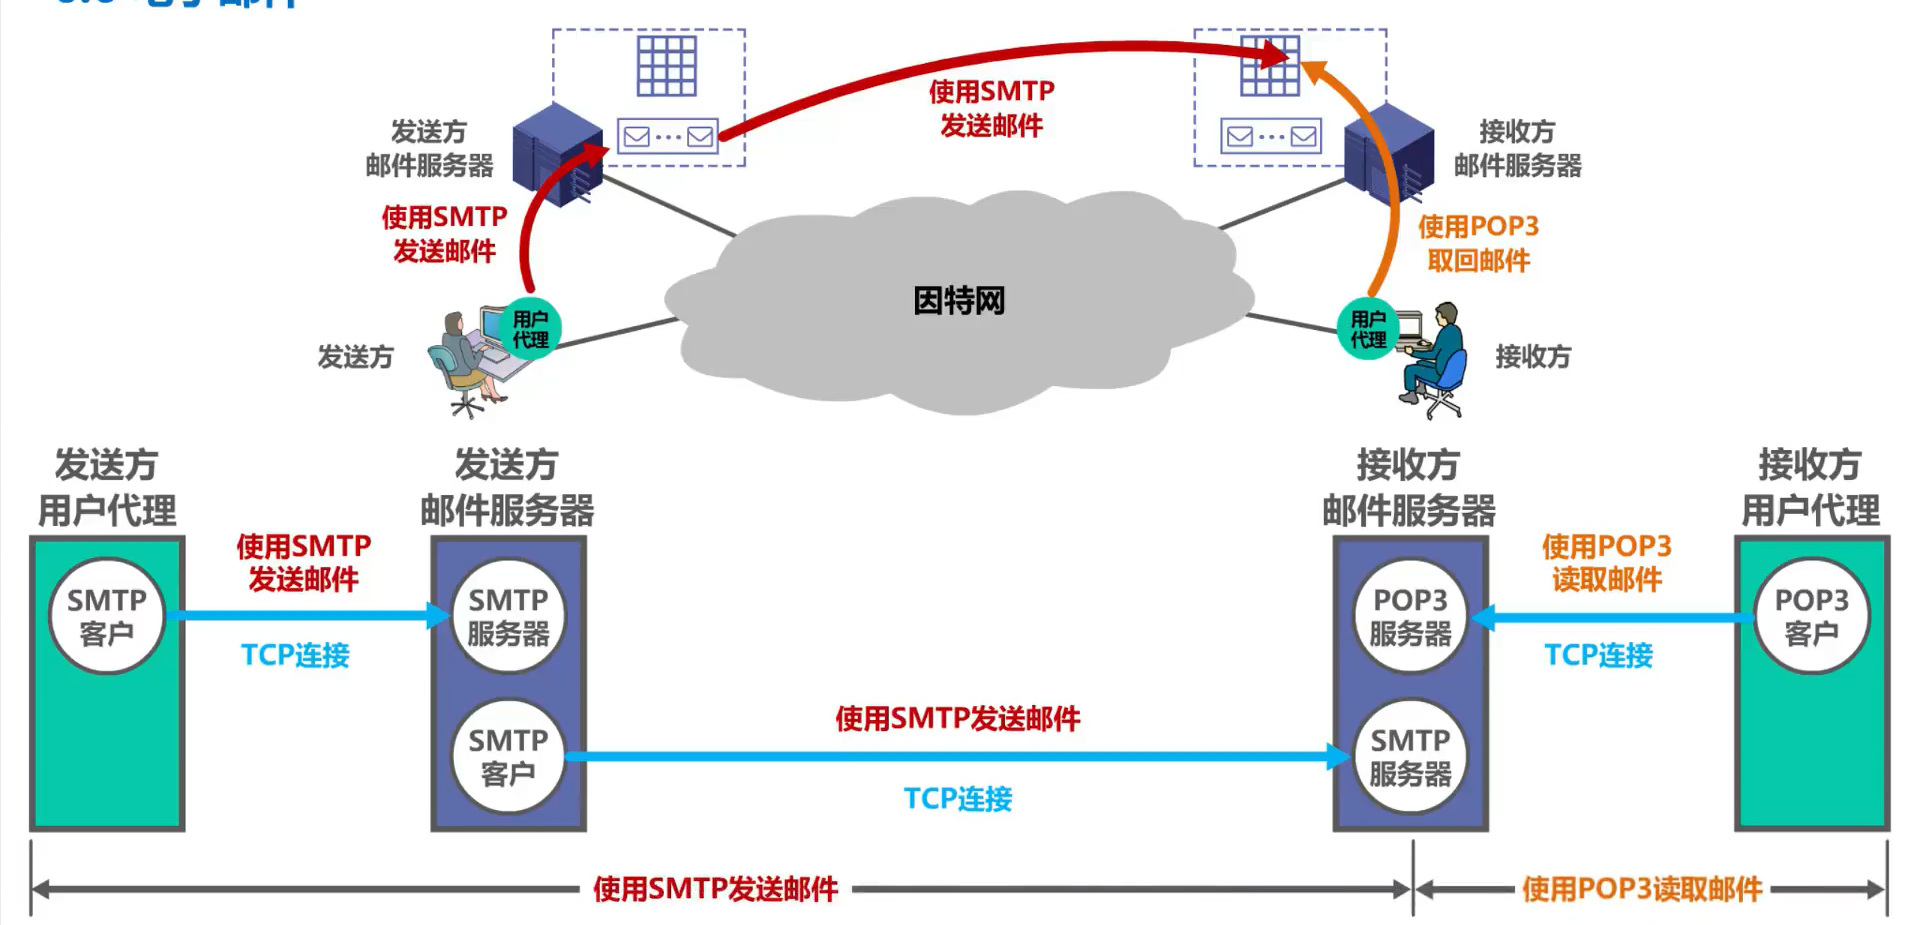 使用SMTP
发送邮件
发送方
邮件服务器
接收方
邮件服务器
使用SMTP
发送邮件
使用POP3
取回邮件
因特网
用户
代理
用户
代理
发送方
接收方
发送方
用户代理
发送方
邮件服务器
接收方
邮件服务器
接收方
用户代理
使用SMTP
发送邮件
使用POP3
读取邮件
SMTP
客户
SMTP
服务器
POP3
服务器
POP3
客户
TCP连接
TCP连接
使用SMTP发送邮件
SMTP
客户
SMTP
服务器
TCP连接
使用SMTP发送邮件
使用POP3读取邮件